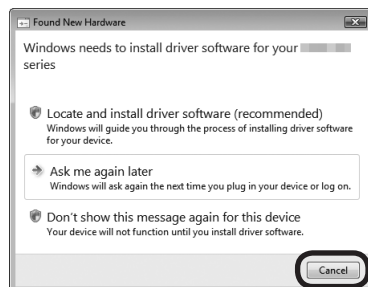 Found New Hardware
Windows needs to install driver software for your
series
Locate and install driver software (recommended)
Windows will guide you through the process of installing driver software
for your device.
Ask me again later
Windows will ask again the next time you plug in your device or log on.
Don't show this message again for this device
Your device will not function until you install driver software.
Cancel